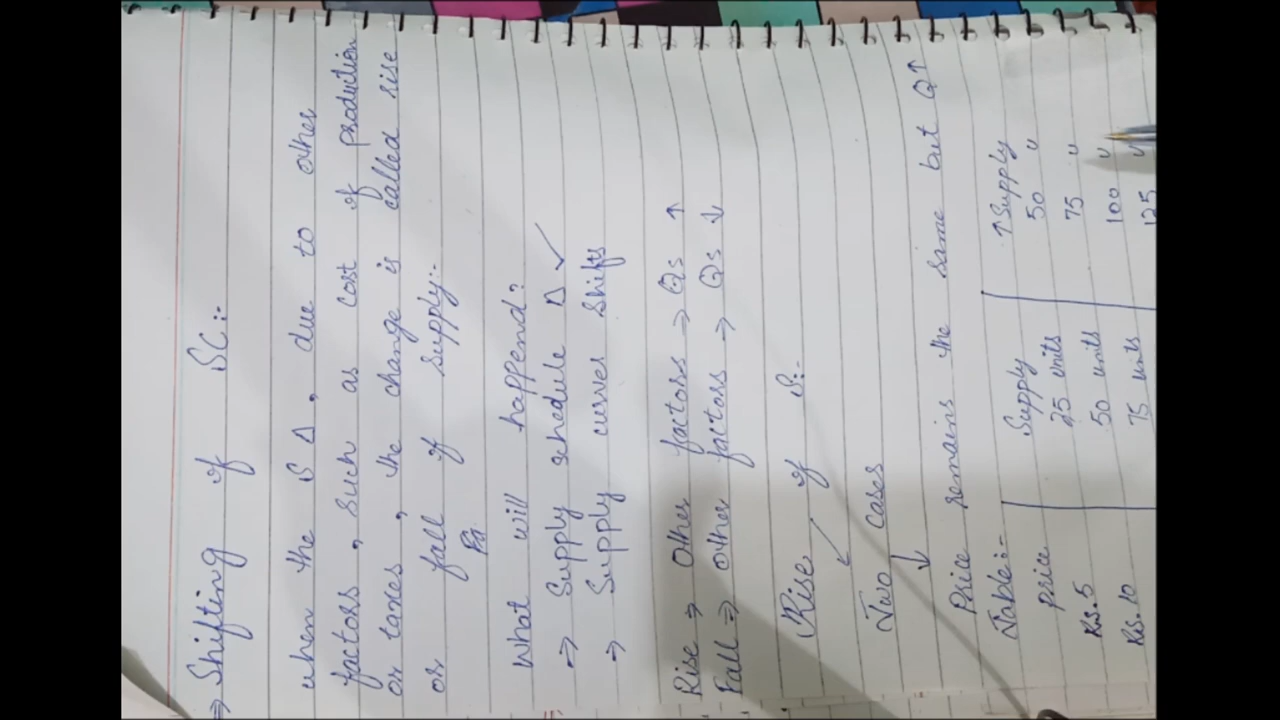 ⇒ Shifting of SC:-
when the S Δ, due to other
factors, such as cost of production
or taxes, the change is called rise
or fall of supply:-
What will happend?
⇒ Supply schedule Δ ✓
→ Supply curves shifts
Rise ⇒ Other factors → Qs ↑
Fall ⇒ other factors → Qs ↓
Rise of S:-
Two cases
Price remains the same but Q↑
Table:-
Price Supply ↑Supply
Rs.5 25 units 50 "
Rs.10 50 units 75 "
75 units 100 "
125 "